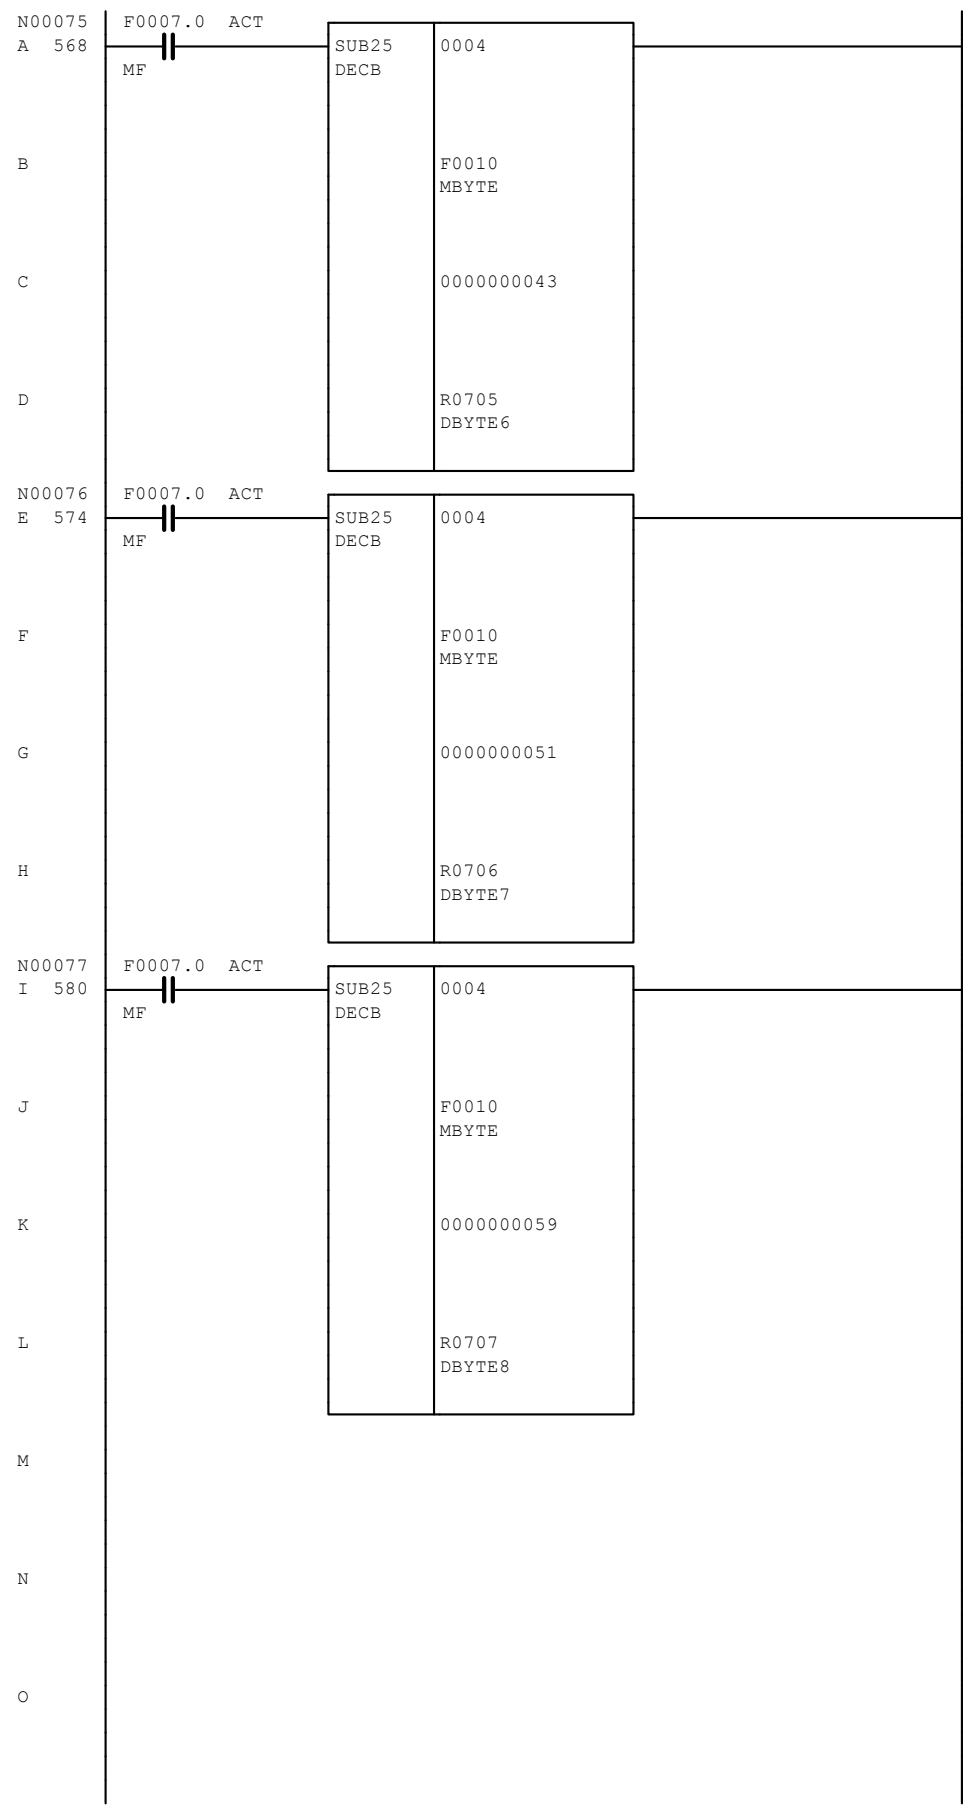 N00075 F0007.0 ACT
A 568 SUB25 0004
MF DECB
B F0010
MBYTE
C 0000000043
D R0705
DBYTE6
N00076 F0007.0 ACT
E 574 SUB25 0004
MF DECB
F F0010
MBYTE
G 0000000051
H R0706
DBYTE7
N00077 F0007.0 ACT
I 580 SUB25 0004
MF DECB
J F0010
MBYTE
K 0000000059
L R0707
DBYTE8
M
N
O